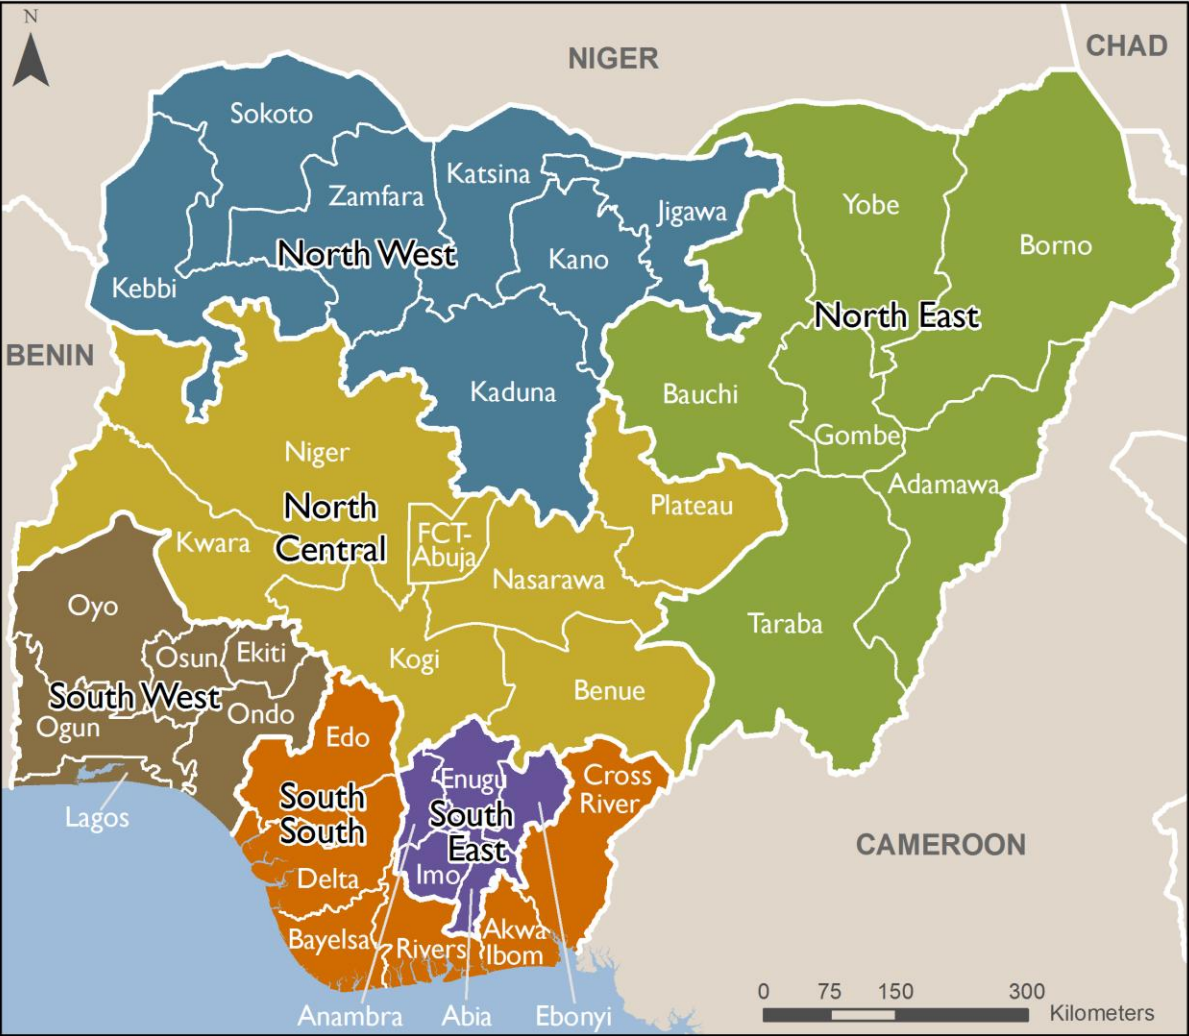 N
NIGER
CHAD
Sokoto
Katsina
Zamfara
Jigawa
Yobe
Borno
North West
Kano
Kebbi
North East
BENIN
Kaduna
Bauchi
Gombe
Niger
Adamawa
North
Central
Plateau
FCT-
Abuja
Kwara
Nasarawa
Oyo
Taraba
Osun
Ekiti
Kogi
South West
Benue
Ogun
Ondo
Edo
Enugu
Cross
River
South
South
South
East
Lagos
CAMEROON
Delta
Imo
Bayelsa
Rivers
Akwa
Ibom
Anambra
Abia
Ebonyi
0 75 150 300
Kilometers